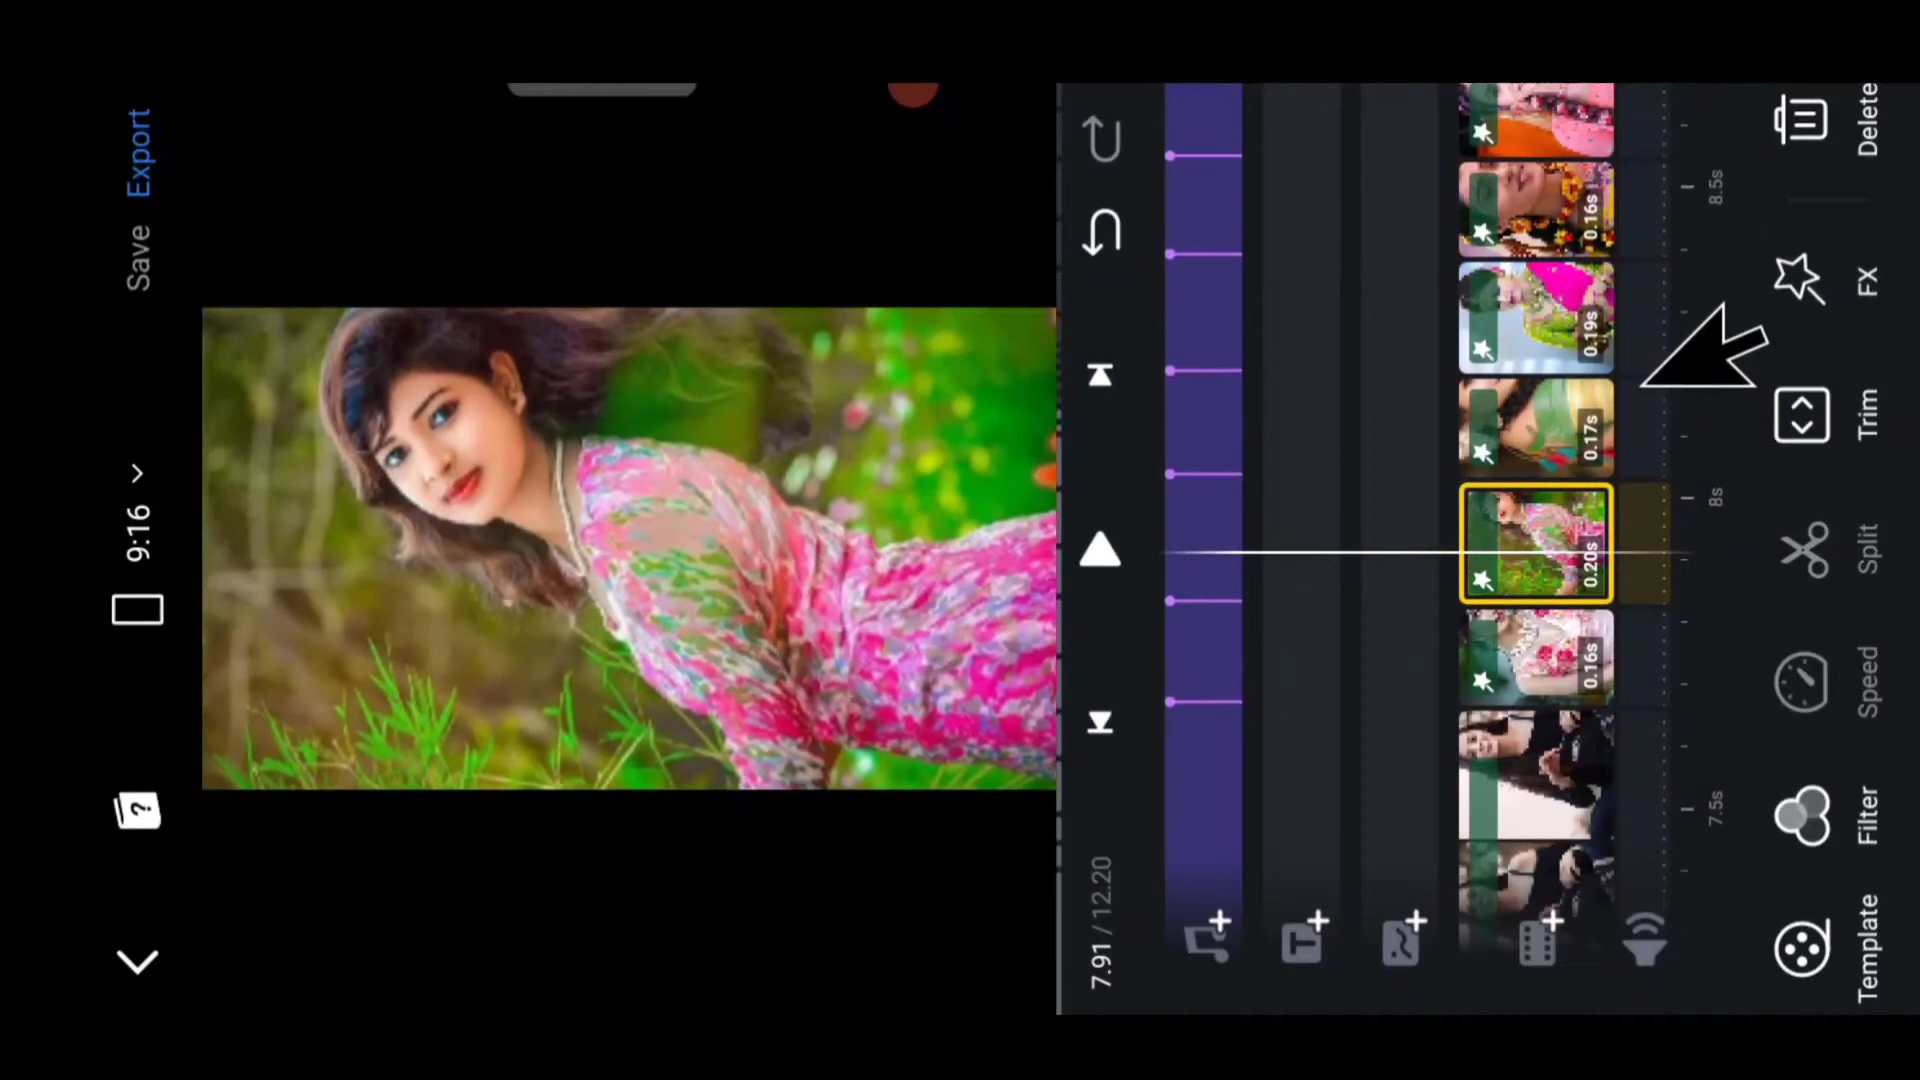 9:16
Save
Export
7.91 / 12.20
0.16s
0.20s
0.17s
0.19s
0.16s
7.5s
8s
8.5s
Template
Filter
Speed
Split
Trim
FX
Delete